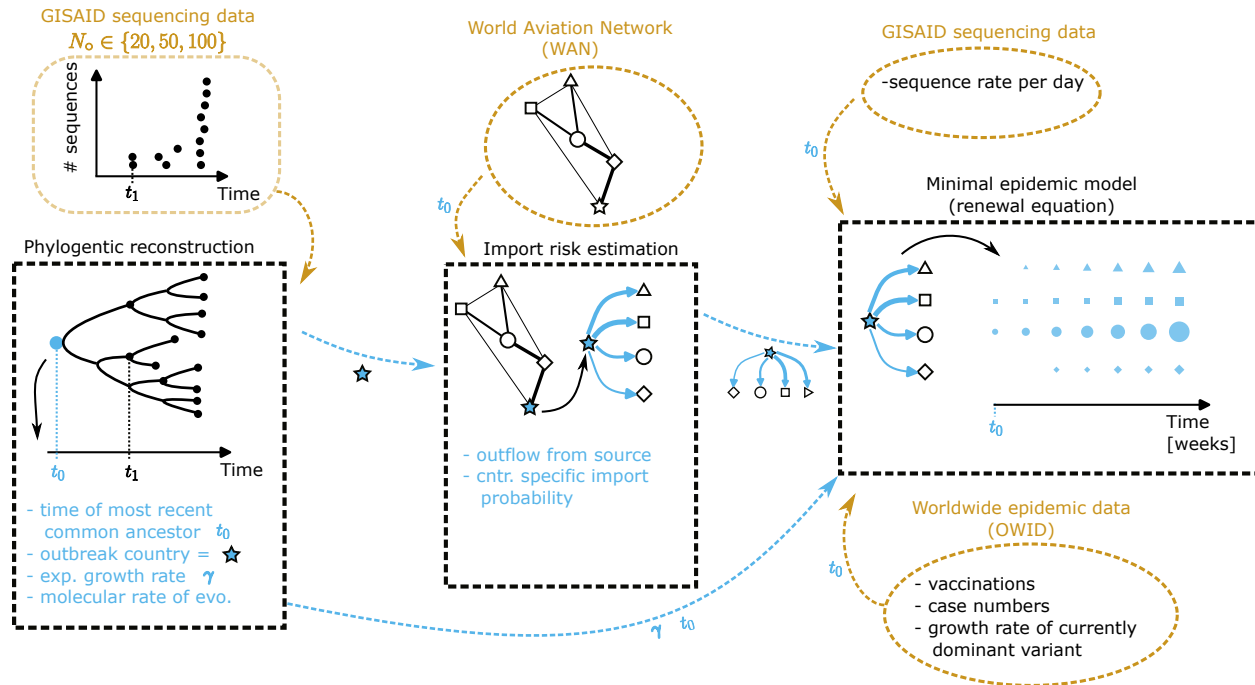 GISAID sequencing data
N_o ∈ {20, 50, 100}
# sequences
t₁
Time
World Aviation Network
(WAN)
GISAID sequencing data
-sequence rate per day
t₀
t₀
Phylogentic reconstruction
t₀
t₁
Time
- time of most recent
common ancestor t₀
- outbreak country =
- exp. growth rate γ
- molecular rate of evo.
Import risk estimation
- outflow from source
- cntr. specific import
probability
Minimal epidemic model
(renewal equation)
t₀
Time
[weeks]
γ t₀
Worldwide epidemic data
(OWID)
t₀
- vaccinations
- case numbers
- growth rate of currently
dominant variant